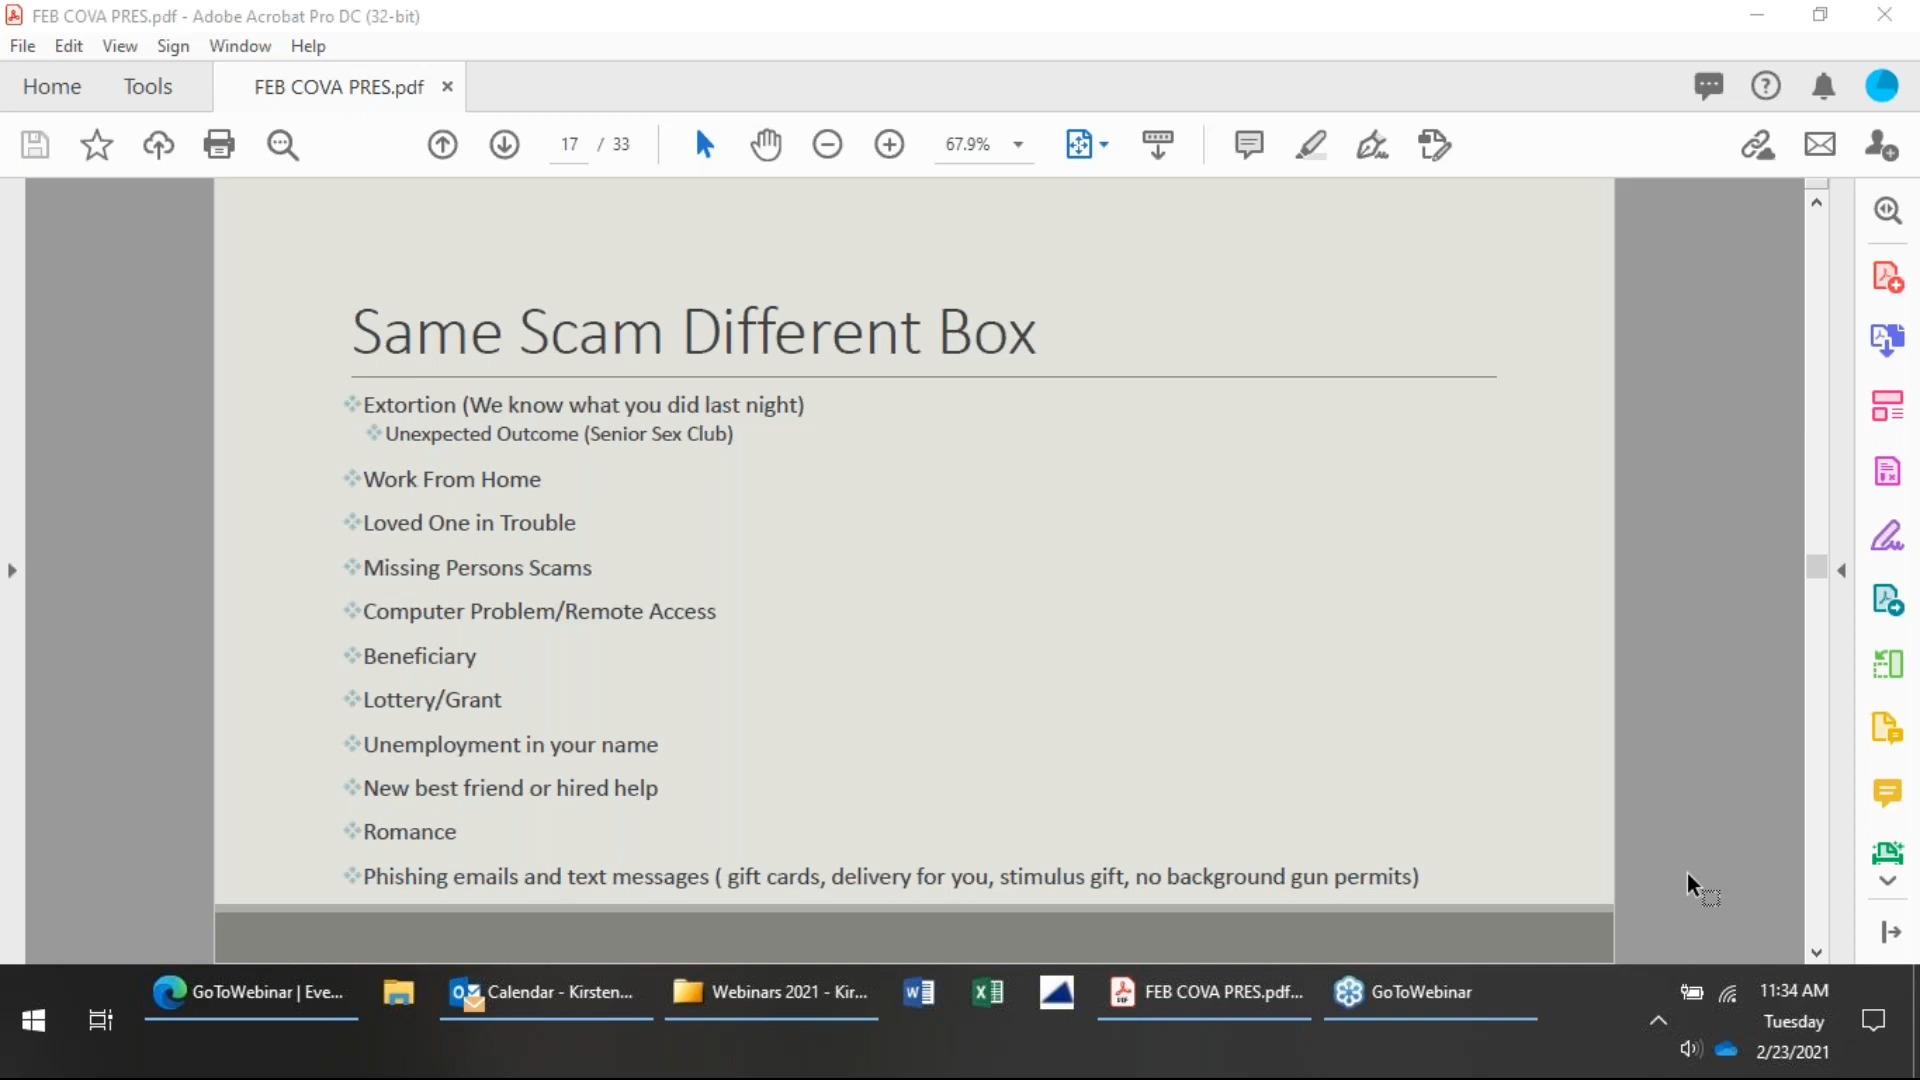 FEB COVA PRES.pdf - Adobe Acrobat Pro DC (32-bit)
File Edit View Sign Window Help
Home Tools FEB COVA PRES.pdf ×
17 / 33 67.9%
Same Scam Different Box
Extortion (We know what you did last night)
Unexpected Outcome (Senior Sex Club)
Work From Home
Loved One in Trouble
Missing Persons Scams
Computer Problem/Remote Access
Beneficiary
Lottery/Grant
Unemployment in your name
New best friend or hired help
Romance
Phishing emails and text messages ( gift cards, delivery for you, stimulus gift, no background gun permits)
GoToWebinar | Eve... Calendar - Kirsten... Webinars 2021 - Kir... FEB COVA PRES.pdf... GoToWebinar
11:34 AM
Tuesday
2/23/2021